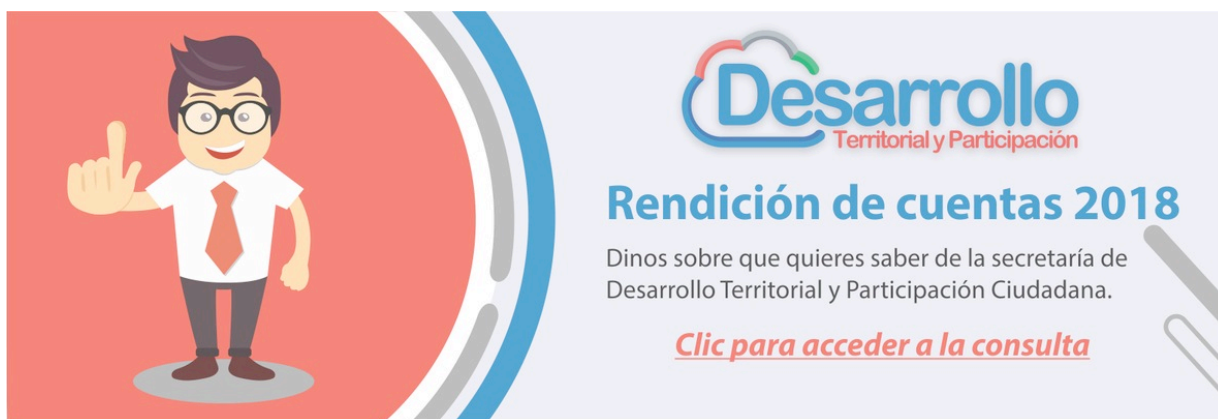 Desarrollo
Territorial y Participación
Rendición de cuentas 2018
Dinos sobre que quieres saber de la secretaría de
Desarrollo Territorial y Participación Ciudadana.
Clic para acceder a la consulta